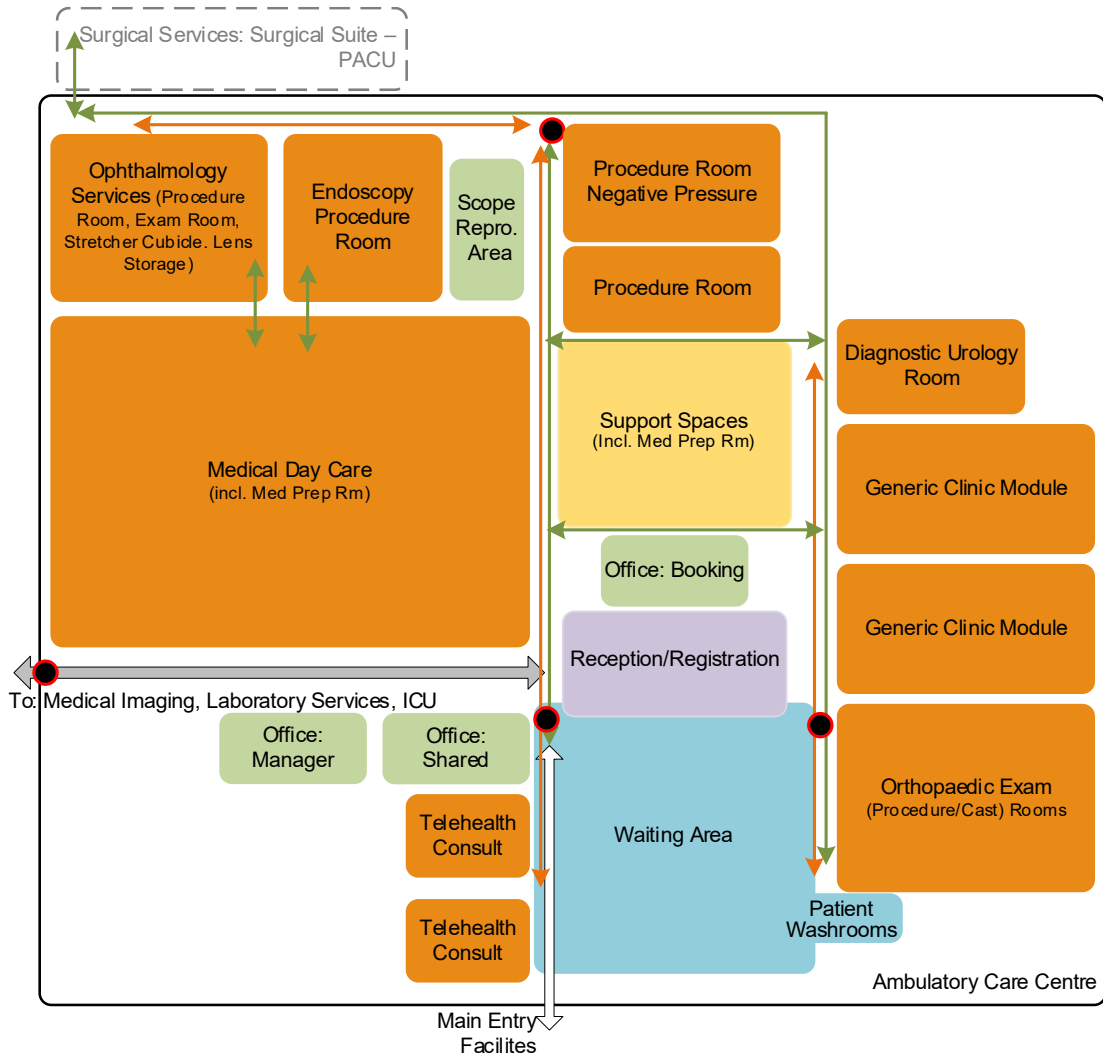 Surgical Services: Surgical Suite –
PACU
Ophthalmology
Services (Procedure
Room, Exam Room,
Stretcher Cubicle. Lens
Storage)
Endoscopy
Procedure
Room
Scope
Repro.
Area
Procedure Room
Negative Pressure
Procedure Room
Diagnostic Urology
Room
Support Spaces
(Incl. Med Prep Rm)
Medical Day Care
(incl. Med Prep Rm)
Generic Clinic Module
Office: Booking
Generic Clinic Module
Reception/Registration
To: Medical Imaging, Laboratory Services, ICU
Office:
Manager
Office:
Shared
Orthopaedic Exam
(Procedure/Cast) Rooms
Telehealth
Consult
Waiting Area
Telehealth
Consult
Patient
Washrooms
Ambulatory Care Centre
Main Entry
Facilites